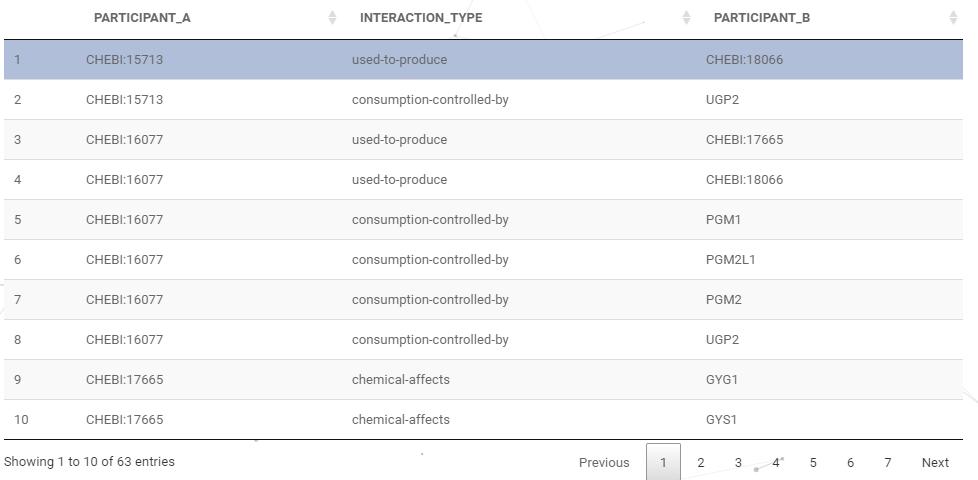 PARTICIPANT_A INTERACTION_TYPE PARTICIPANT_B
1 CHEBI:15713 used-to-produce CHEBI:18066
2 CHEBI:15713 consumption-controlled-by UGP2
3 CHEBI:16077 used-to-produce CHEBI:17665
4 CHEBI:16077 used-to-produce CHEBI:18066
5 CHEBI:16077 consumption-controlled-by PGM1
6 CHEBI:16077 consumption-controlled-by PGM2L1
7 CHEBI:16077 consumption-controlled-by PGM2
8 CHEBI:16077 consumption-controlled-by UGP2
9 CHEBI:17665 chemical-affects GYG1
10 CHEBI:17665 chemical-affects GYS1
Showing 1 to 10 of 63 entries Previous 1 2 3 4 5 6 7 Next